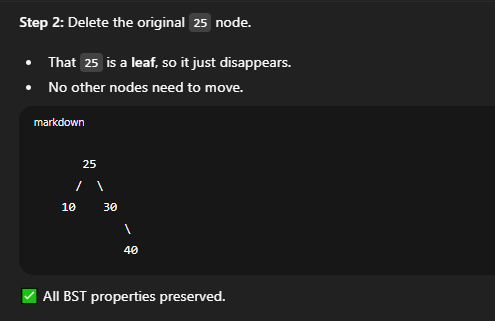 Step 2: Delete the original 25 node.
• That 25 is a leaf, so it just disappears.
• No other nodes need to move.
markdown
25
/ \
10 30
\
40
✅ All BST properties preserved.